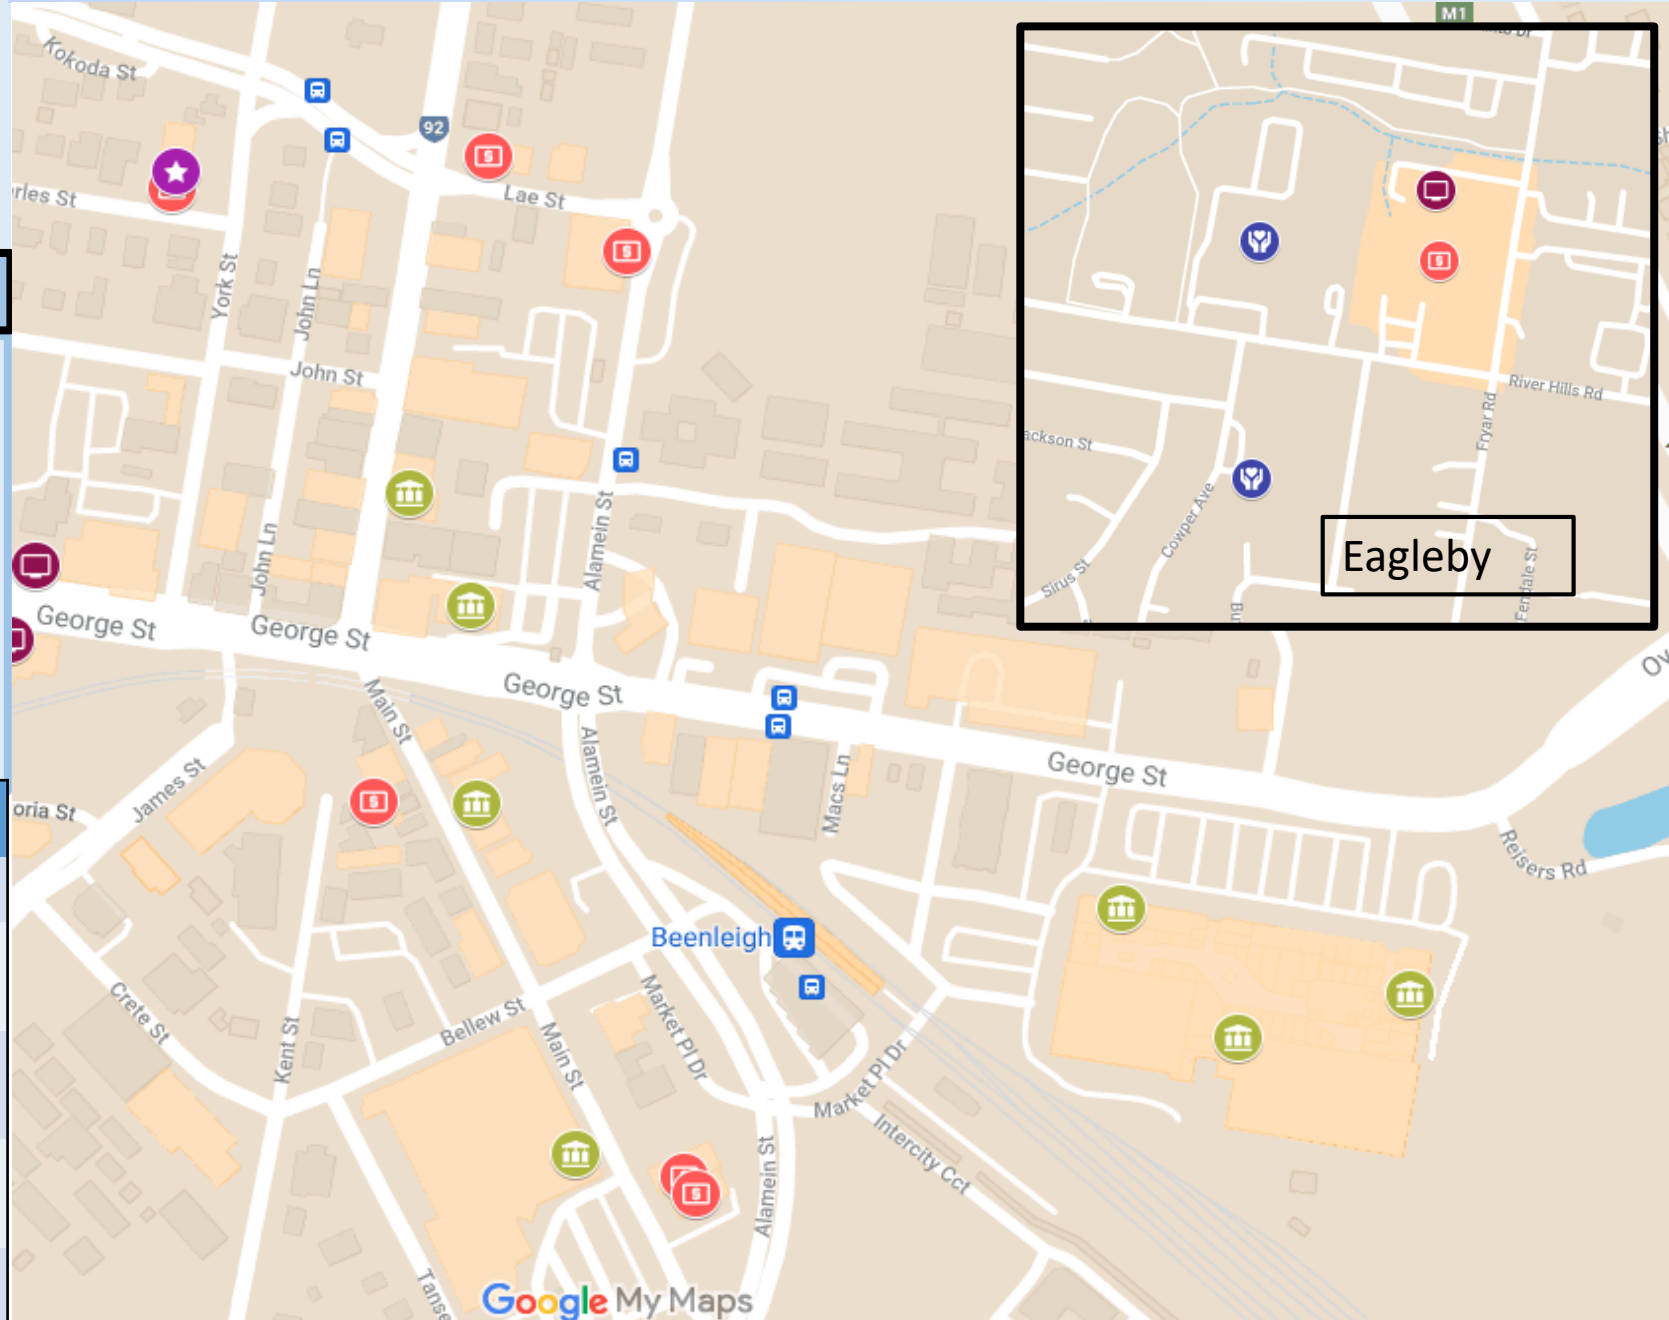 M1
Kokoda St
92
Lae St
rles St
York St
John Ln
John St
River Hills Rd
Fryar Rd
ackson St
Cowper Ave
Sirus St
Eagleby
Fendale St
John Ln
Alamein St
George St
George St
George St
George St
Main St
Alamein St
Macs Ln
James St
oria St
Reisers Rd
Beenleigh
Market Pl Dr
Crete St
Kent St
Bellew St
Main St
Market Pl Dr
Intercity Cct
Alamein St
Tanse
Google My Maps